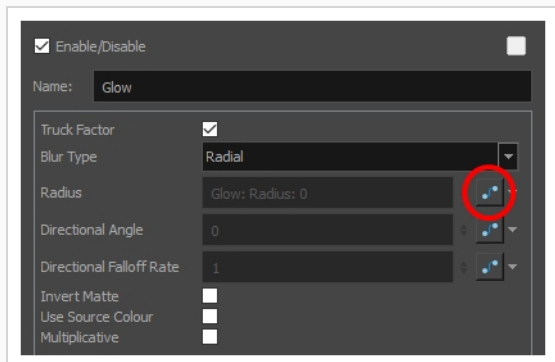 Enable/Disable
Name: Glow
Truck Factor
Blur Type Radial
Radius Glow: Radius: 0
Directional Angle 0
Directional Falloff Rate 1
Invert Matte
Use Source Colour
Multiplicative